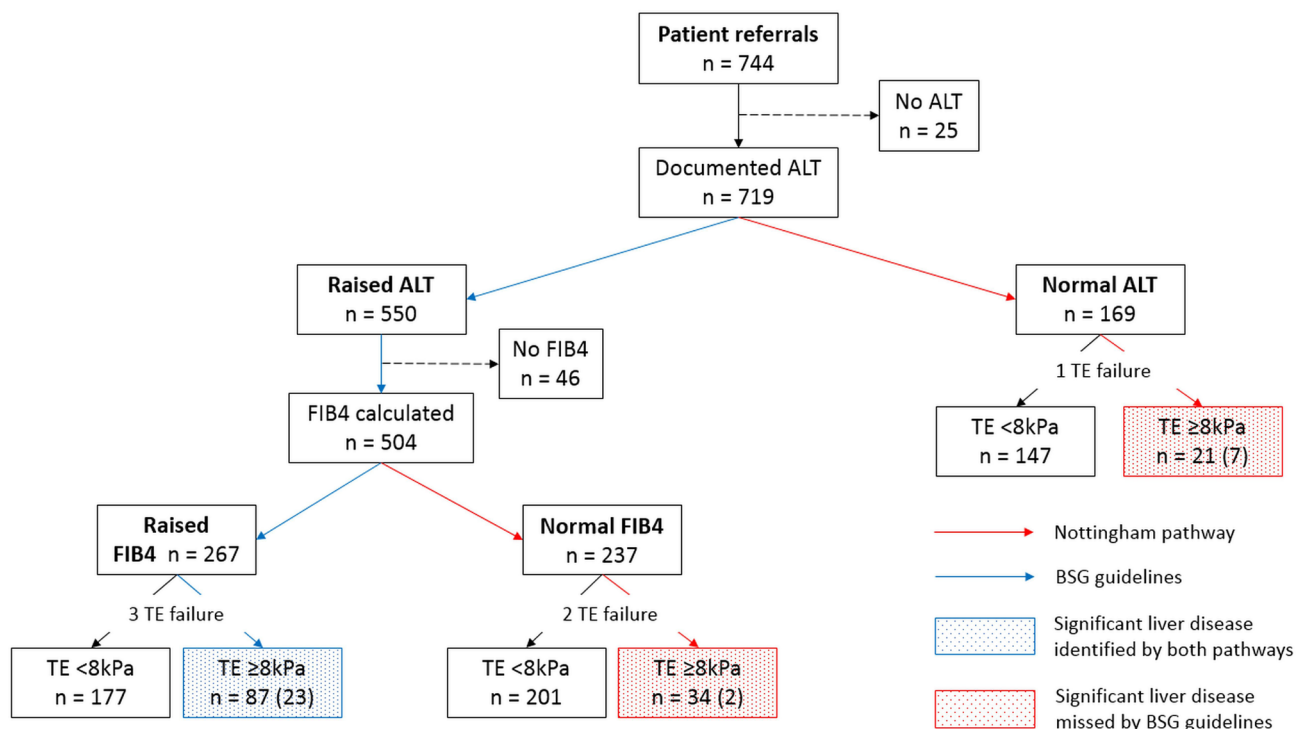 Patient referrals
n = 744
No ALT
n = 25
Documented ALT
n = 719
Raised ALT
n = 550
Normal ALT
n = 169
No FIB4
n = 46
1 TE failure
FIB4 calculated
n = 504
TE <8kPa
n = 147
TE ≥8kPa
n = 21 (7)
Raised
FIB4 n = 267
Normal FIB4
n = 237
3 TE failure
2 TE failure
TE <8kPa
n = 177
TE ≥8kPa
n = 87 (23)
TE <8kPa
n = 201
TE ≥8kPa
n = 34 (2)
Nottingham pathway
BSG guidelines
Significant liver disease
identified by both pathways
Significant liver disease
missed by BSG guidelines